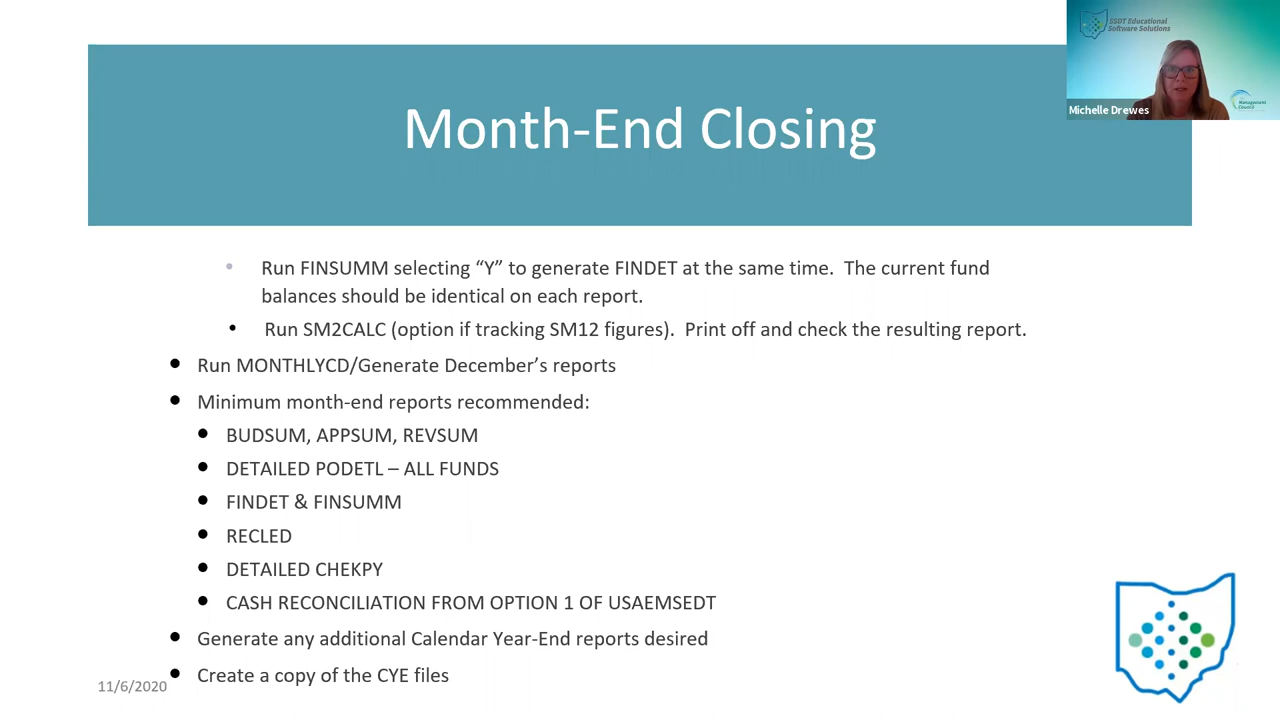 SSDT Educational
Software Solutions
Michelle Drewes
Management
Council
Month-End Closing
• Run FINSUMM selecting “Y” to generate FINDET at the same time. The current fund
balances should be identical on each report.
• Run SM2CALC (option if tracking SM12 figures). Print off and check the resulting report.
• Run MONTHLYCD/Generate December’s reports
• Minimum month-end reports recommended:
• BUDSUM, APPSUM, REVSUM
• DETAILED PODETL – ALL FUNDS
• FINDET & FINSUMM
• RECLED
• DETAILED CHEKPY
• CASH RECONCILIATION FROM OPTION 1 OF USAEMSEDT
• Generate any additional Calendar Year-End reports desired
• Create a copy of the CYE files
11/6/2020